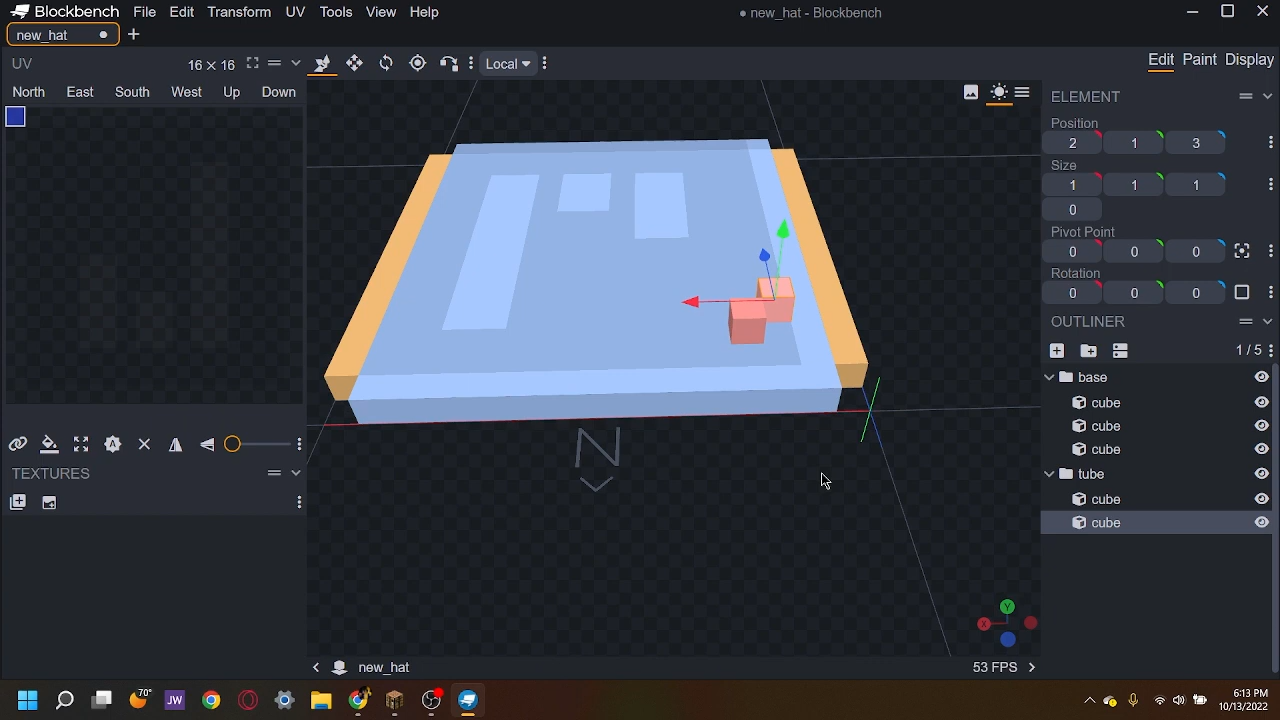 Blockbench File Edit Transform UV Tools View Help
new_hat - Blockbench
new_hat
UV 16 × 16
Local
Edit Paint Display
North East South West Up Down
ELEMENT
Position
2 1 3
Size
1 1 1
0
Pivot Point
0 0 0
Rotation
0 0 0
OUTLINER
1 / 5
base
cube
cube
cube
tube
cube
cube
TEXTURES
N
Y
X
new_hat
53 FPS
70°
JW
6:13 PM
10/13/2022